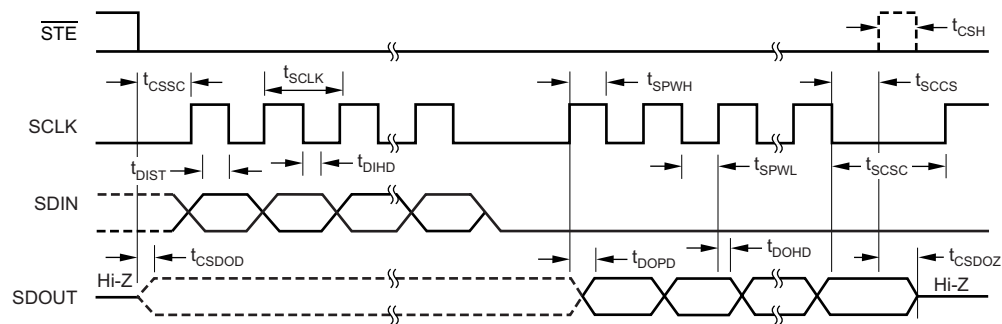 STE
tCSH
tCSSC
tSCLK
tSPWH
tSCCS
SCLK
tDIST
tDIHD
tSPWL
tSCSC
SDIN
tCSDOD
tDOPD
tDOHD
tCSDOZ
Hi-Z
Hi-Z
SDOUT